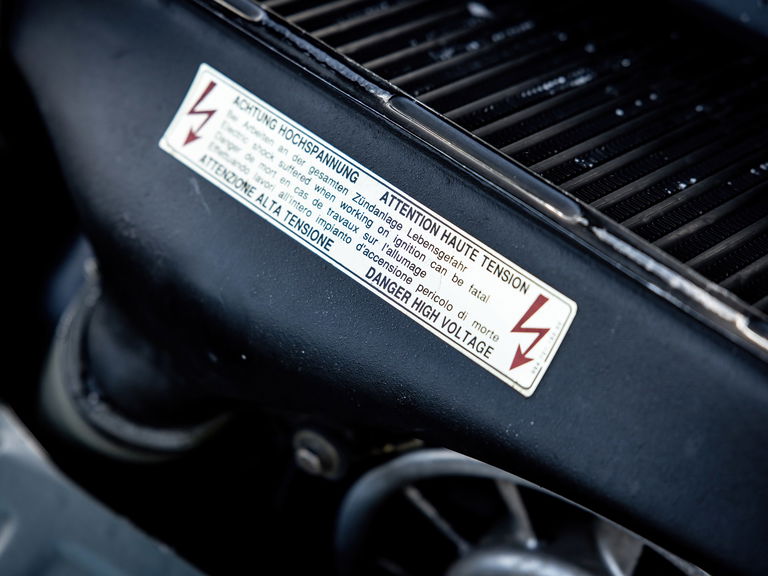 ACHTUNG HOCHSPANNUNG ATTENTION HAUTE TENSION
Bei Arbeiten an der gesamten Zündanlage Lebensgefahr
Electric shock suffered when working on ignition can be fatal
Danger de mort en cas de travaux sur l'allumage
Effettuando lavori all'intero impianto d'accensione pericolo di morte
ATTENZIONE ALTA TENSIONE DANGER HIGH VOLTAGE